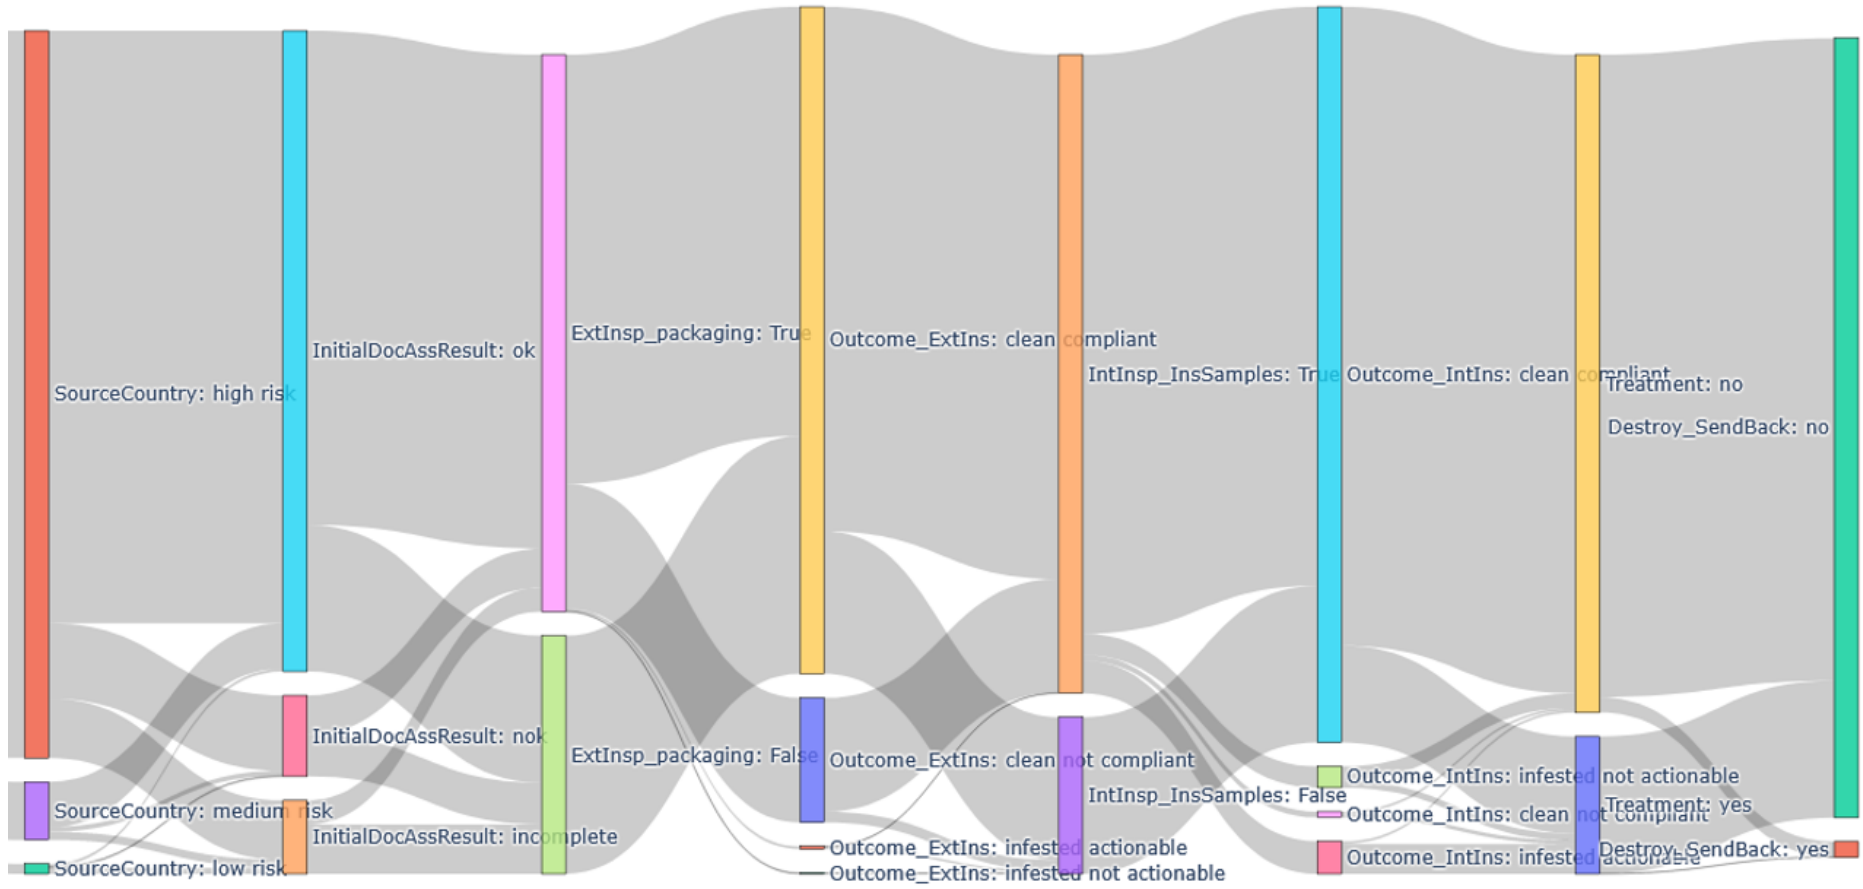 SourceCountry: high risk
SourceCountry: medium risk
SourceCountry: low risk
InitialDocAssResult: ok
InitialDocAssResult: nok
InitialDocAssResult: incomplete
ExtInsp_packaging: True
ExtInsp_packaging: False
Outcome_ExtIns: clean compliant
Outcome_ExtIns: clean not compliant
Outcome_ExtIns: infested actionable
Outcome_ExtIns: infested not actionable
IntInsp_InsSamples: True
IntInsp_InsSamples: False
Outcome_IntIns: clean compliant
Outcome_IntIns: infested not actionable
Outcome_IntIns: clean not compliant
Outcome_IntIns: infested actionable
Treatment: no
Treatment: yes
Destroy_SendBack: no
Destroy_SendBack: yes